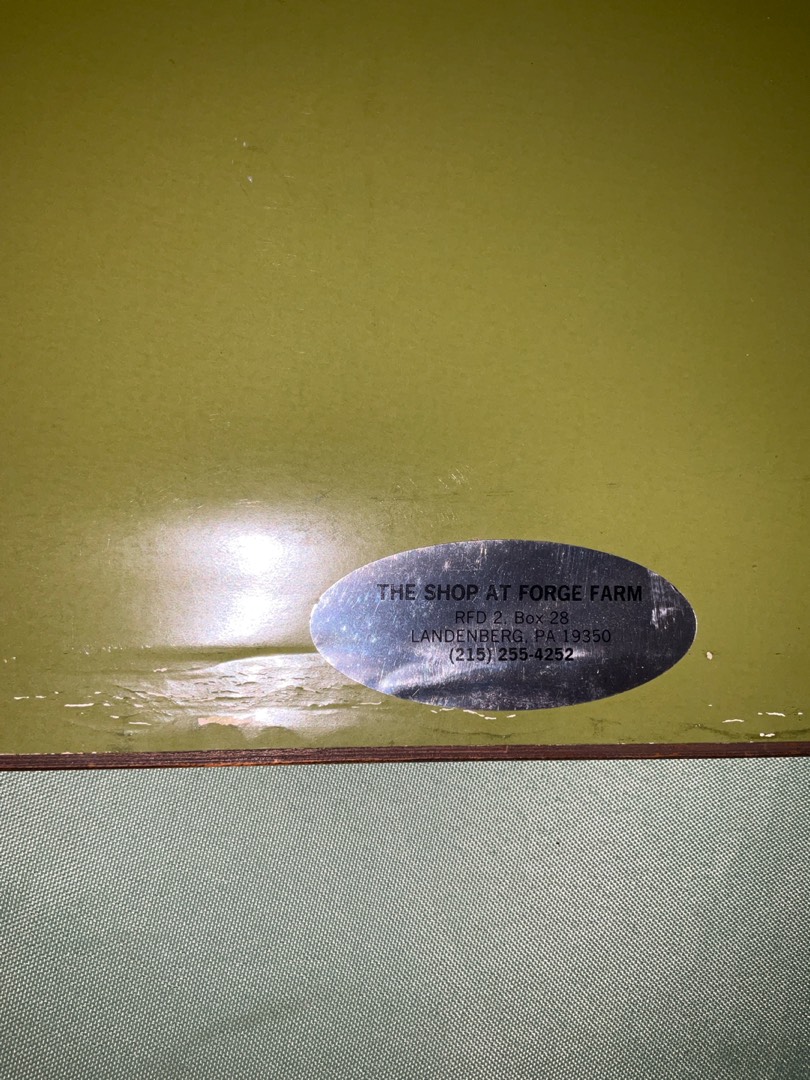 THE SHOP AT FORGE FARM
RFD 2, Box 28
LANDENBERG, PA 19350
(215) 255-4252